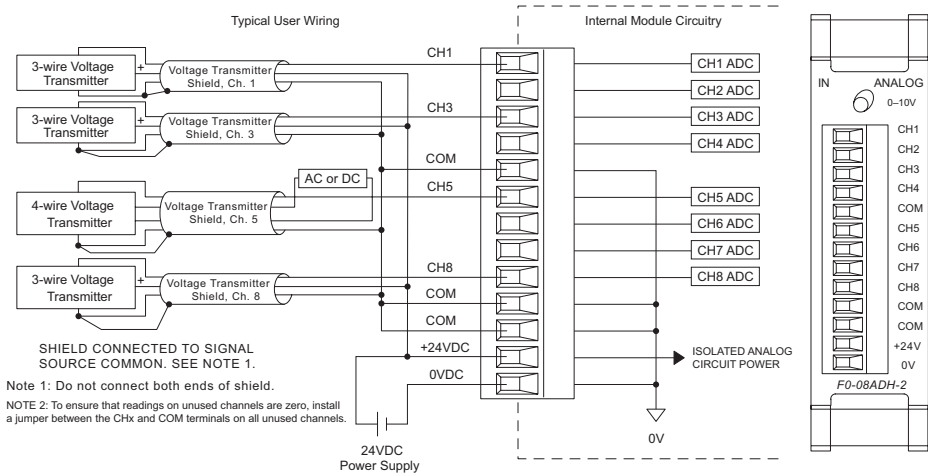 Typical User Wiring
Internal Module Circuitry
3-wire Voltage
Transmitter
+
Voltage Transmitter
Shield, Ch. 1
CH1
3-wire Voltage
Transmitter
+
Voltage Transmitter
Shield, Ch. 3
CH3
COM
AC or DC
4-wire Voltage
Transmitter
Voltage Transmitter
Shield, Ch. 5
CH5
3-wire Voltage
Transmitter
+
Voltage Transmitter
Shield, Ch. 8
CH8
COM
COM
+24VDC
0VDC
SHIELD CONNECTED TO SIGNAL
SOURCE COMMON. SEE NOTE 1.
Note 1: Do not connect both ends of shield.
NOTE 2: To ensure that readings on unused channels are zero, install
a jumper between the CHx and COM terminals on all unused channels.
24VDC
Power Supply
CH1 ADC
CH2 ADC
CH3 ADC
CH4 ADC
CH5 ADC
CH6 ADC
CH7 ADC
CH8 ADC
ISOLATED ANALOG
CIRCUIT POWER
0V
IN
ANALOG
0–10V
CH1
CH2
CH3
CH4
COM
CH5
CH6
CH7
CH8
COM
COM
+24V
0V
F0-08ADH-2